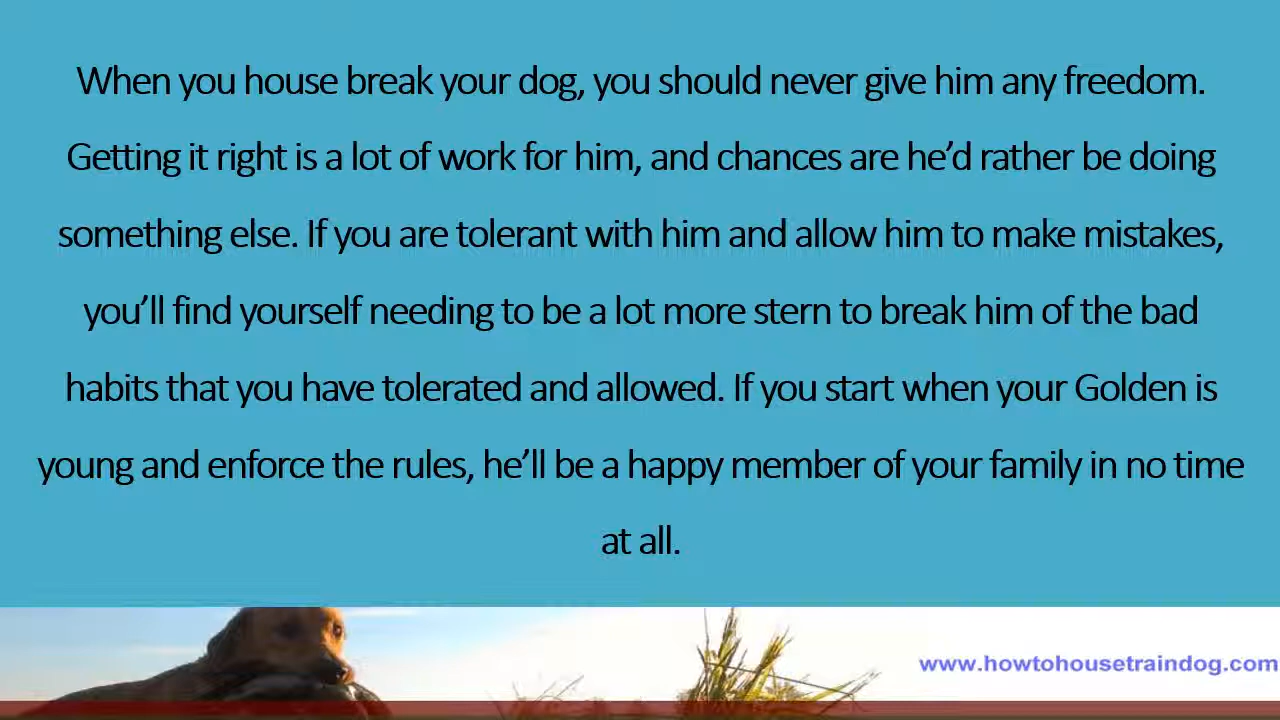 When you house break your dog, you should never give him any freedom.
Getting it right is a lot of work for him, and chances are he’d rather be doing
something else. If you are tolerant with him and allow him to make mistakes,
you’ll find yourself needing to be a lot more stern to break him of the bad
habits that you have tolerated and allowed. If you start when your Golden is
young and enforce the rules, he’ll be a happy member of your family in no time
at all.
www.howtohousetraindog.com